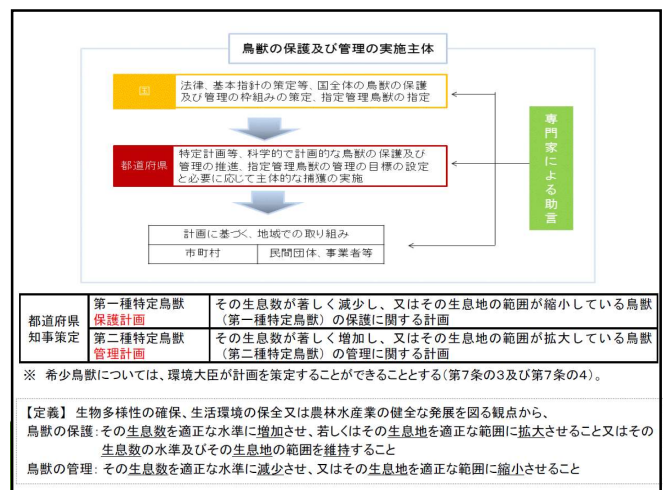 鳥獣の保護及び管理の実施主体
国
法律、基本指針の策定等、国全体の鳥獣の保護
及び管理の枠組みの策定、指定管理鳥獣の指定
都道府県
特定計画等、科学的で計画的な鳥獣の保護及び
管理の推進、指定管理鳥獣の管理の目標の設定
と必要に応じて主体的な捕獲の実施
専門家による助言
計画に基づく、地域での取り組み
市町村
民間団体、事業者等
都道府県
知事策定
第一種特定鳥獣
保護計画
その生息数が著しく減少し、又はその生息地の範囲が縮小している鳥獣
（第一種特定鳥獣）の保護に関する計画
第二種特定鳥獣
管理計画
その生息数が著しく増加し、又はその生息地の範囲が拡大している鳥獣
（第二種特定鳥獣）の管理に関する計画
※ 希少鳥獣については、環境大臣が計画を策定することができることとする（第7条の3及び第7条の4）。
【定義】 生物多様性の確保、生活環境の保全又は農林水産業の健全な発展を図る観点から、
鳥獣の保護：その生息数を適正な水準に増加させ、若しくはその生息地を適正な範囲に拡大させること又はその
生息数の水準及びその生息地の範囲を維持すること
鳥獣の管理： その生息数を適正な水準に減少させ、又はその生息地を適正な範囲に縮小させること